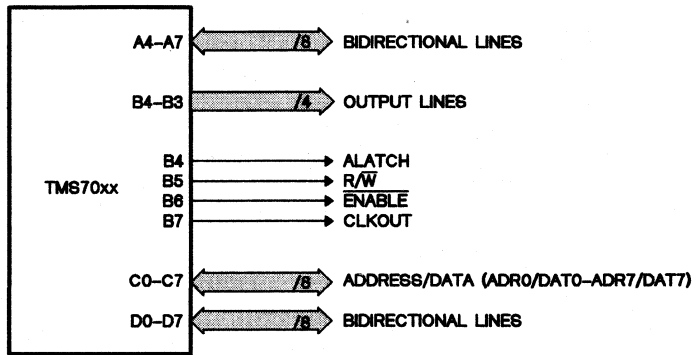 A4–A7 /8 BIDIRECTIONAL LINES
B4–B3 /4 OUTPUT LINES
B4 ALATCH
B5 R/W̅
TMS70xx
B6 E̅N̅A̅B̅L̅E̅
B7 CLKOUT
C0–C7 /8 ADDRESS/DATA (ADR0/DAT0–ADR7/DAT7)
D0–D7 /8 BIDIRECTIONAL LINES